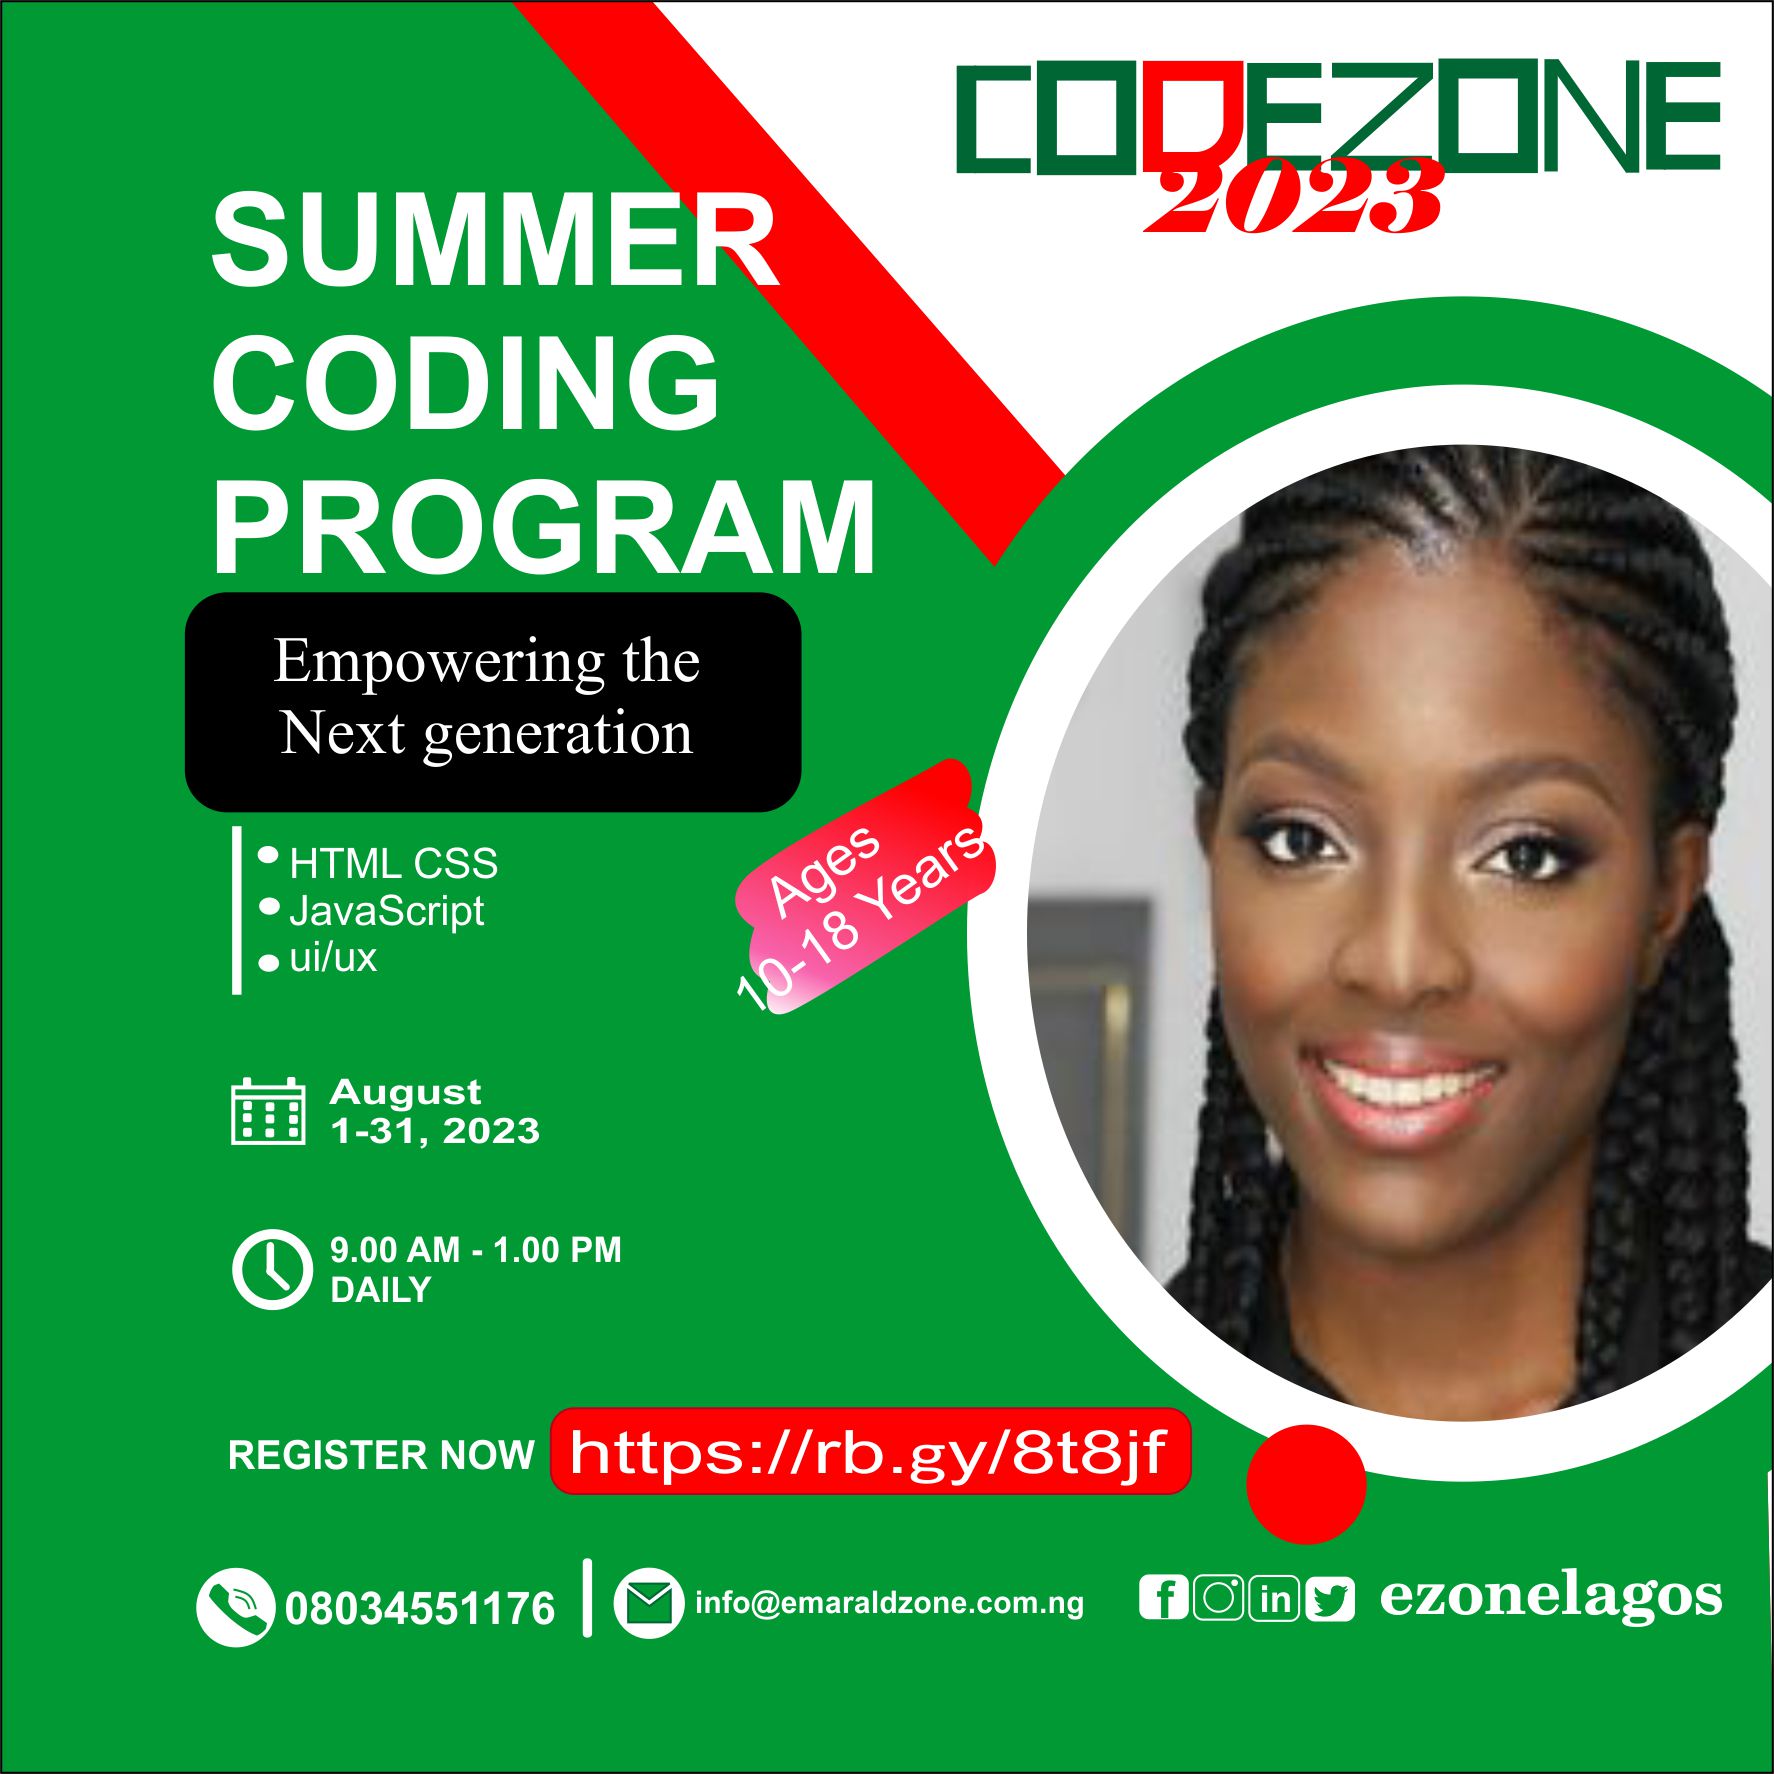 CODEZONE
2023
SUMMER
CODING
PROGRAM
Empowering the
Next generation
HTML CSS
JavaScript
ui/ux
Ages
10-18 Years
August
1-31, 2023
9.00 AM - 1.00 PM
DAILY
REGISTER NOW https://rb.gy/8t8jf
08034551176 info@emaraldzone.com.ng ezonelagos